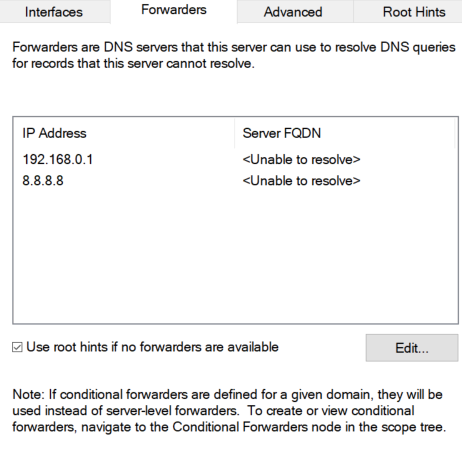 Interfaces Forwarders Advanced Root Hints
Forwarders are DNS servers that this server can use to resolve DNS queries
for records that this server cannot resolve.
IP Address Server FQDN
192.168.0.1 <Unable to resolve>
8.8.8.8 <Unable to resolve>
Use root hints if no forwarders are available Edit...
Note: If conditional forwarders are defined for a given domain, they will be
used instead of server-level forwarders. To create or view conditional
forwarders, navigate to the Conditional Forwarders node in the scope tree.